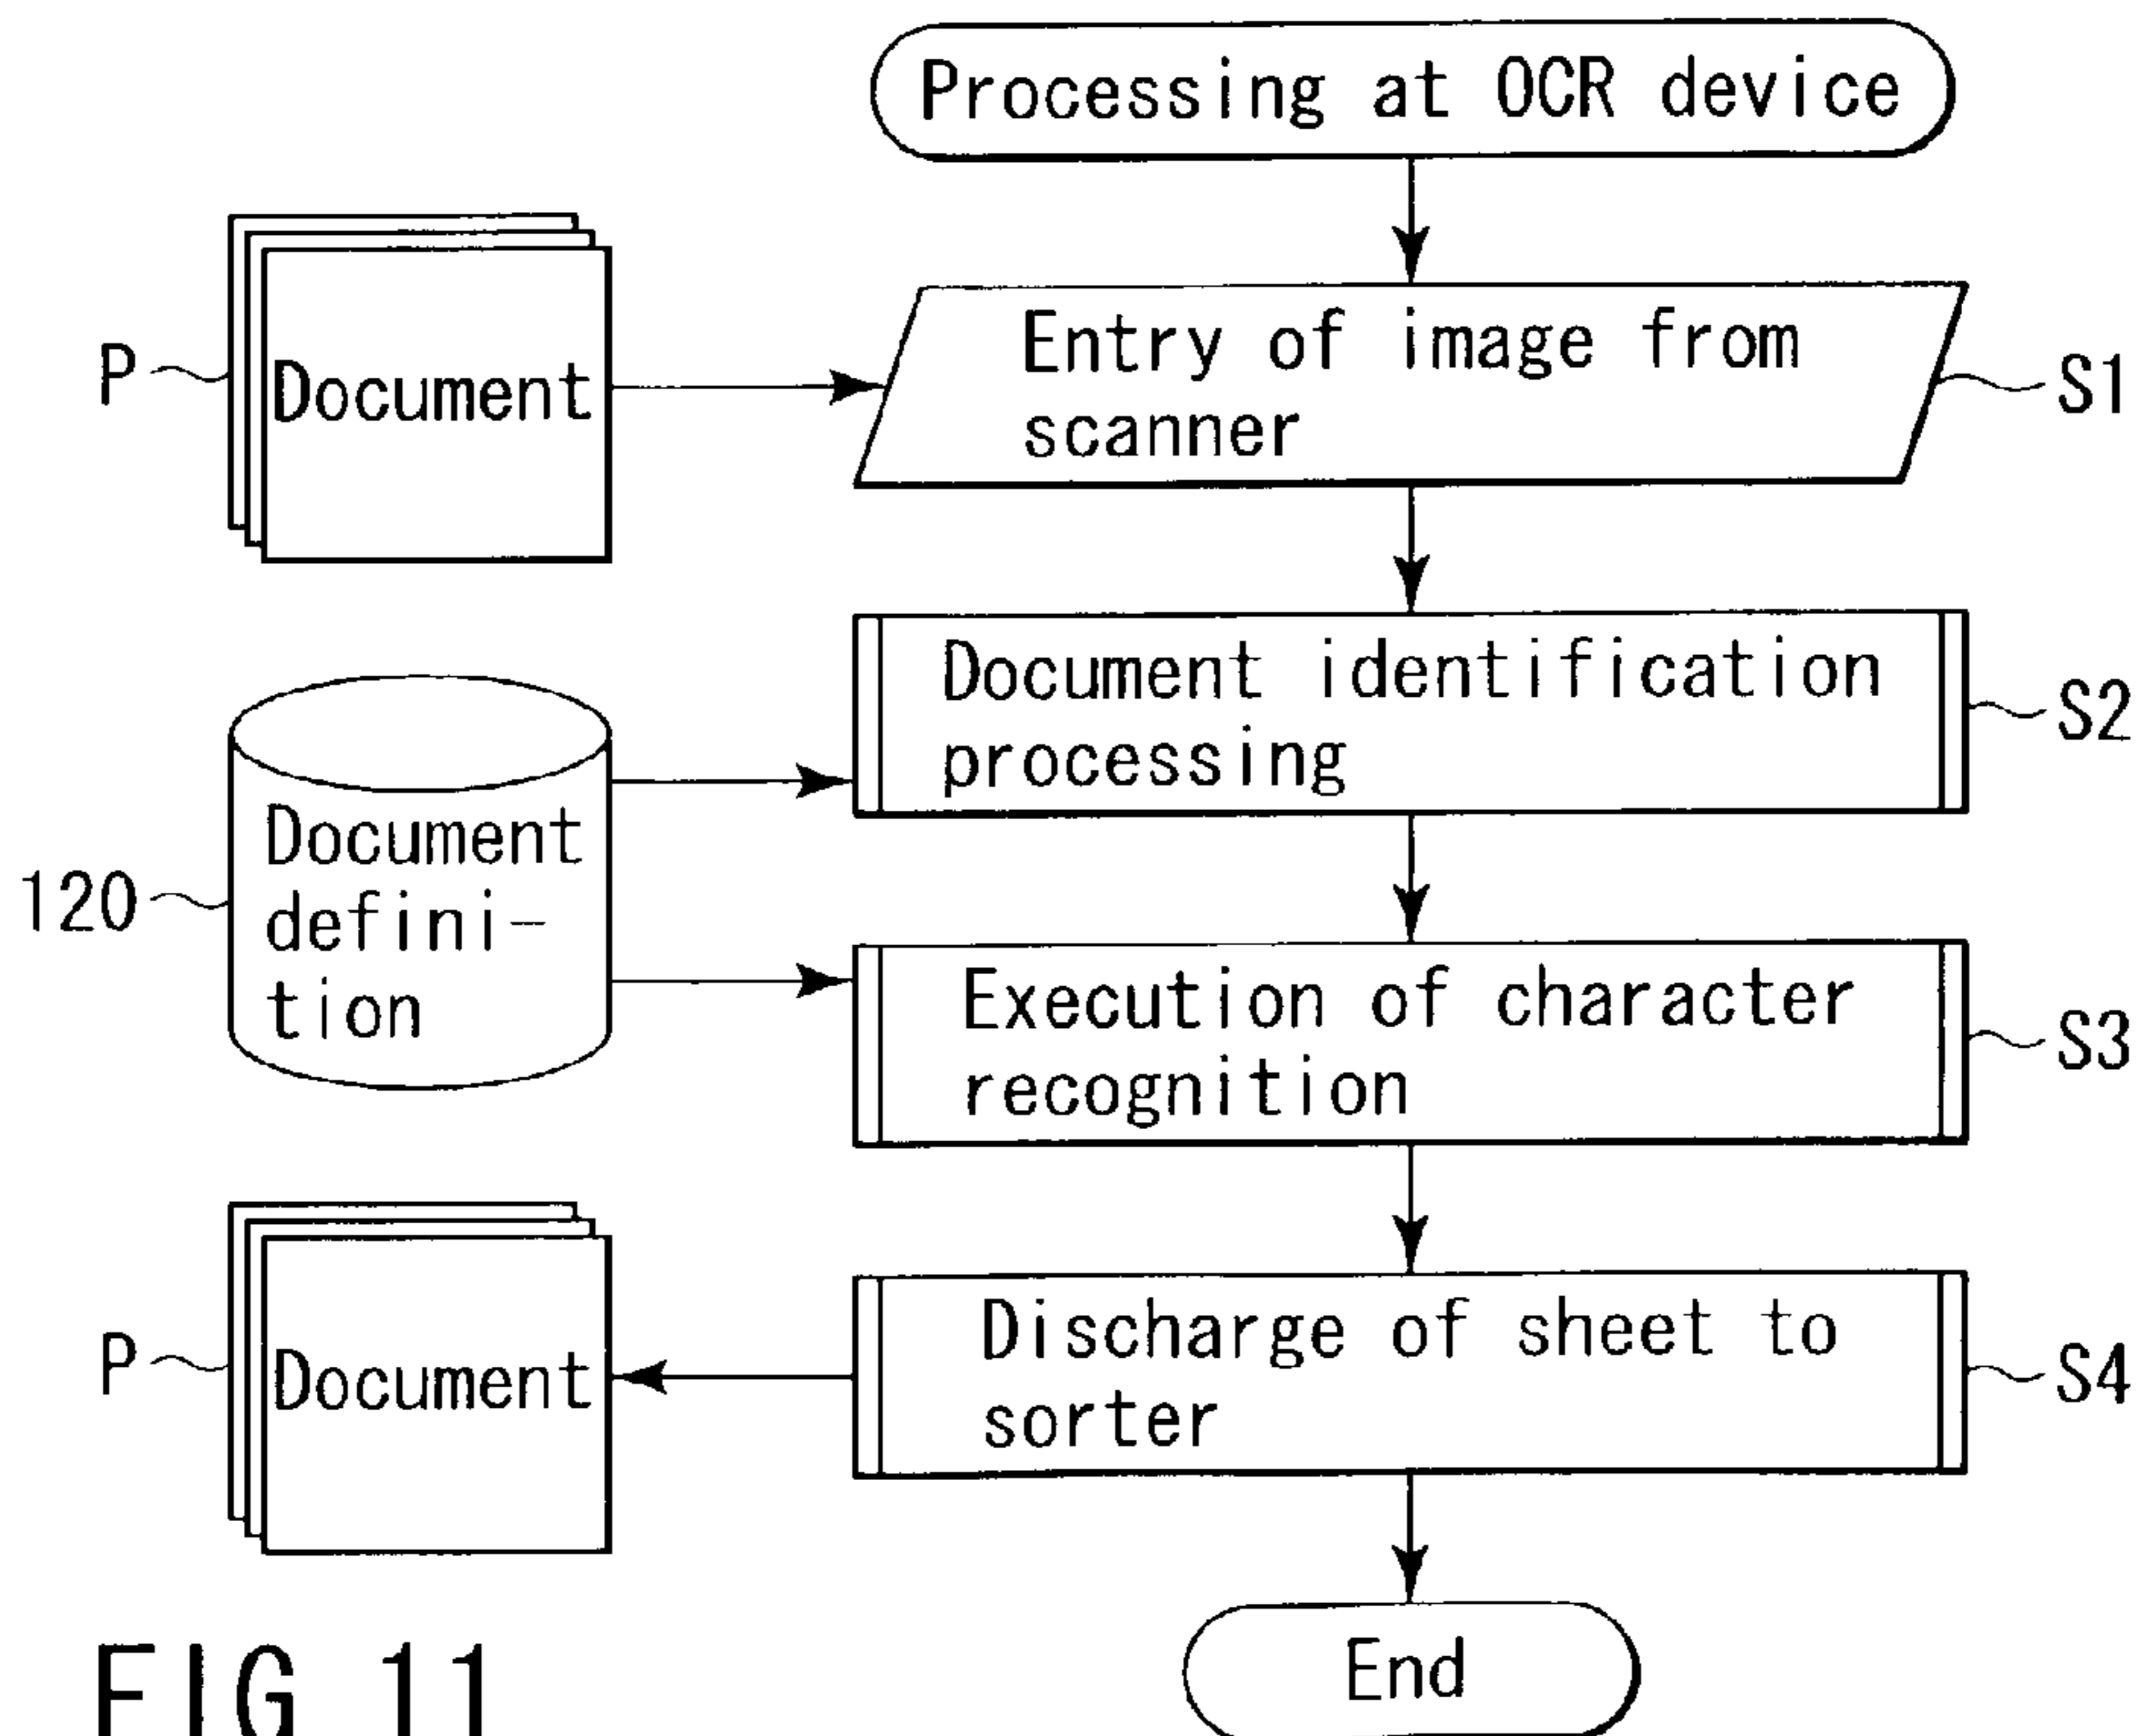 Processing at OCR device
P
Document
Entry of image from
scanner
S1
Document identification
processing
S2
120
Document
defini-
tion
Execution of character
recognition
S3
P
Document
Discharge of sheet to
sorter
S4
End
FIG 11